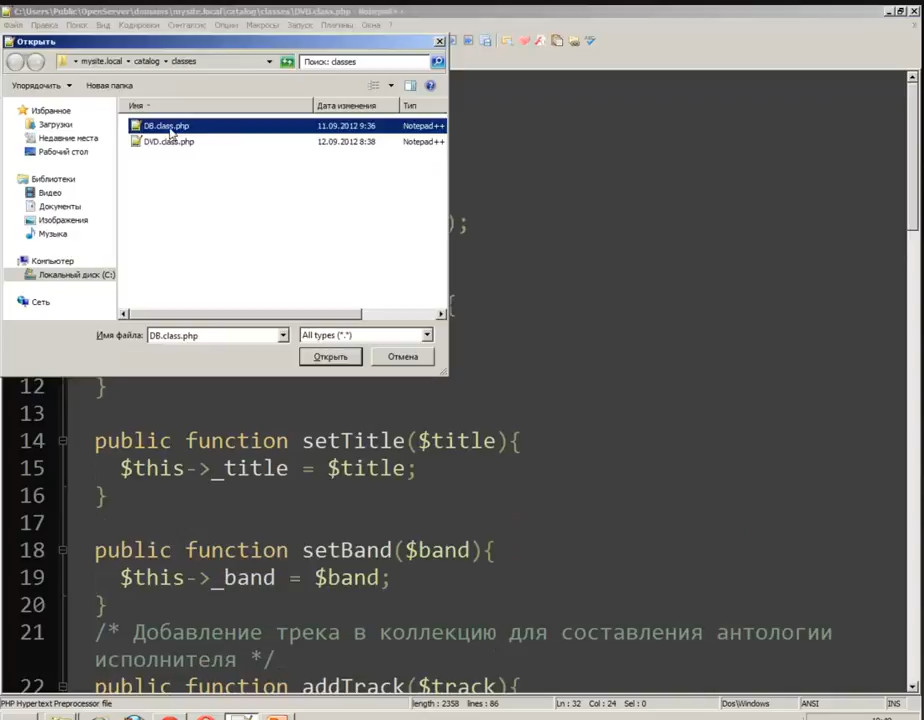 C:\Users\Public\OpenServer\domains\mysite.local\catalog\classes\DVD.class.php - Notepad++
Файл Правка Поиск Вид Кодировки Синтаксис Опции Макросы Запуск Плагины Окна ?
Открыть
mysite.local catalog classes Поиск: classes
Упорядочить Новая папка
Имя Дата изменения Тип
Избранное
Загрузки
Недавние места
Рабочий стол
Библиотеки
Видео
Документы
Изображения
Музыка
Компьютер
Локальный диск (C:)
Сеть
DB.class.php 11.09.2012 9:36 Notepad++
DVD.class.php 12.09.2012 8:38 Notepad++
Имя файла: DB.class.php All types (*.*)
Открыть Отмена
);
{
12 }
13
14 public function setTitle($title){
15 $this->_title = $title;
16 }
17
18 public function setBand($band){
19 $this->_band = $band;
20 }
21 /* Добавление трека в коллекцию для составления антологии
исполнителя */
22 public function addTrack($track){
PHP Hypertext Preprocessor file length : 2358 lines : 86 Ln : 32 Col : 24 Sel : 0 Dos\Windows ANSI INS